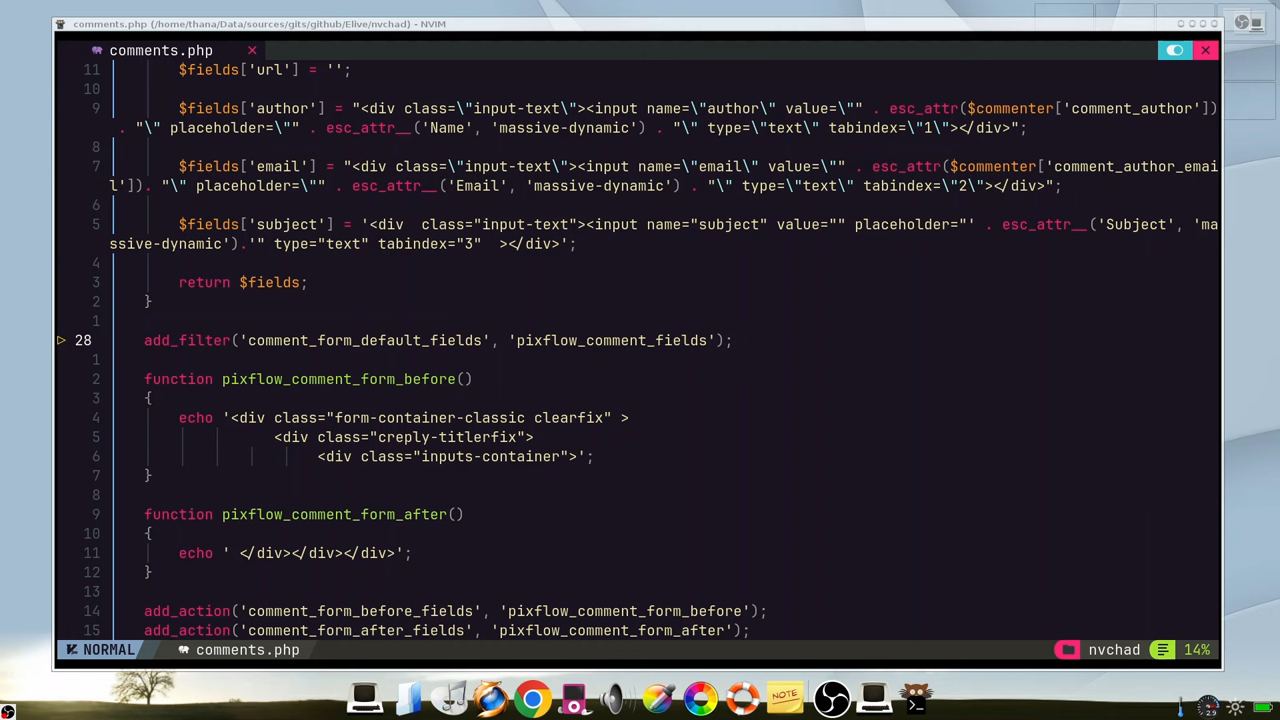 comments.php (/home/thana/Data/sources/gits/github/Elive/nvchad) - NVIM
comments.php ×
11 $fields['url'] = '';
10
9 $fields['author'] = "<div class=\"input-text\"><input name=\"author\" value=\"" . esc_attr($commenter['comment_author'])
. "\" placeholder=\"" . esc_attr__('Name', 'massive-dynamic') . "\" type=\"text\" tabindex=\"1\"></div>";
8
7 $fields['email'] = "<div class=\"input-text\"><input name=\"email\" value=\"" . esc_attr($commenter['comment_author_emai
l']). "\" placeholder=\"" . esc_attr__('Email', 'massive-dynamic') . "\" type=\"text\" tabindex=\"2\"></div>";
6
5 $fields['subject'] = '<div  class="input-text"><input name="subject" value="" placeholder="' . esc_attr__('Subject', 'ma
ssive-dynamic').'" type="text" tabindex="3"  ></div>';
4
3 return $fields;
2 }
1
28 add_filter('comment_form_default_fields', 'pixflow_comment_fields');
1
2 function pixflow_comment_form_before()
3 {
4 echo '<div class="form-container-classic clearfix" >
5 <div class="creply-titlerfix">
6 <div class="inputs-container">';
7 }
8
9 function pixflow_comment_form_after()
10 {
11 echo ' </div></div></div>';
12 }
13
14 add_action('comment_form_before_fields', 'pixflow_comment_form_before');
15 add_action('comment_form_after_fields', 'pixflow_comment_form_after');
NORMAL comments.php nvchad 14%
NOTE
2.9